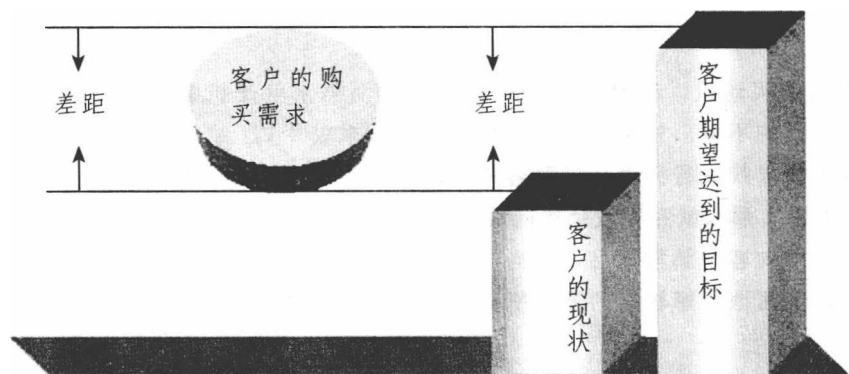 差距
客户的购
买需求
差距
客户的现状
客户期望达到的目标